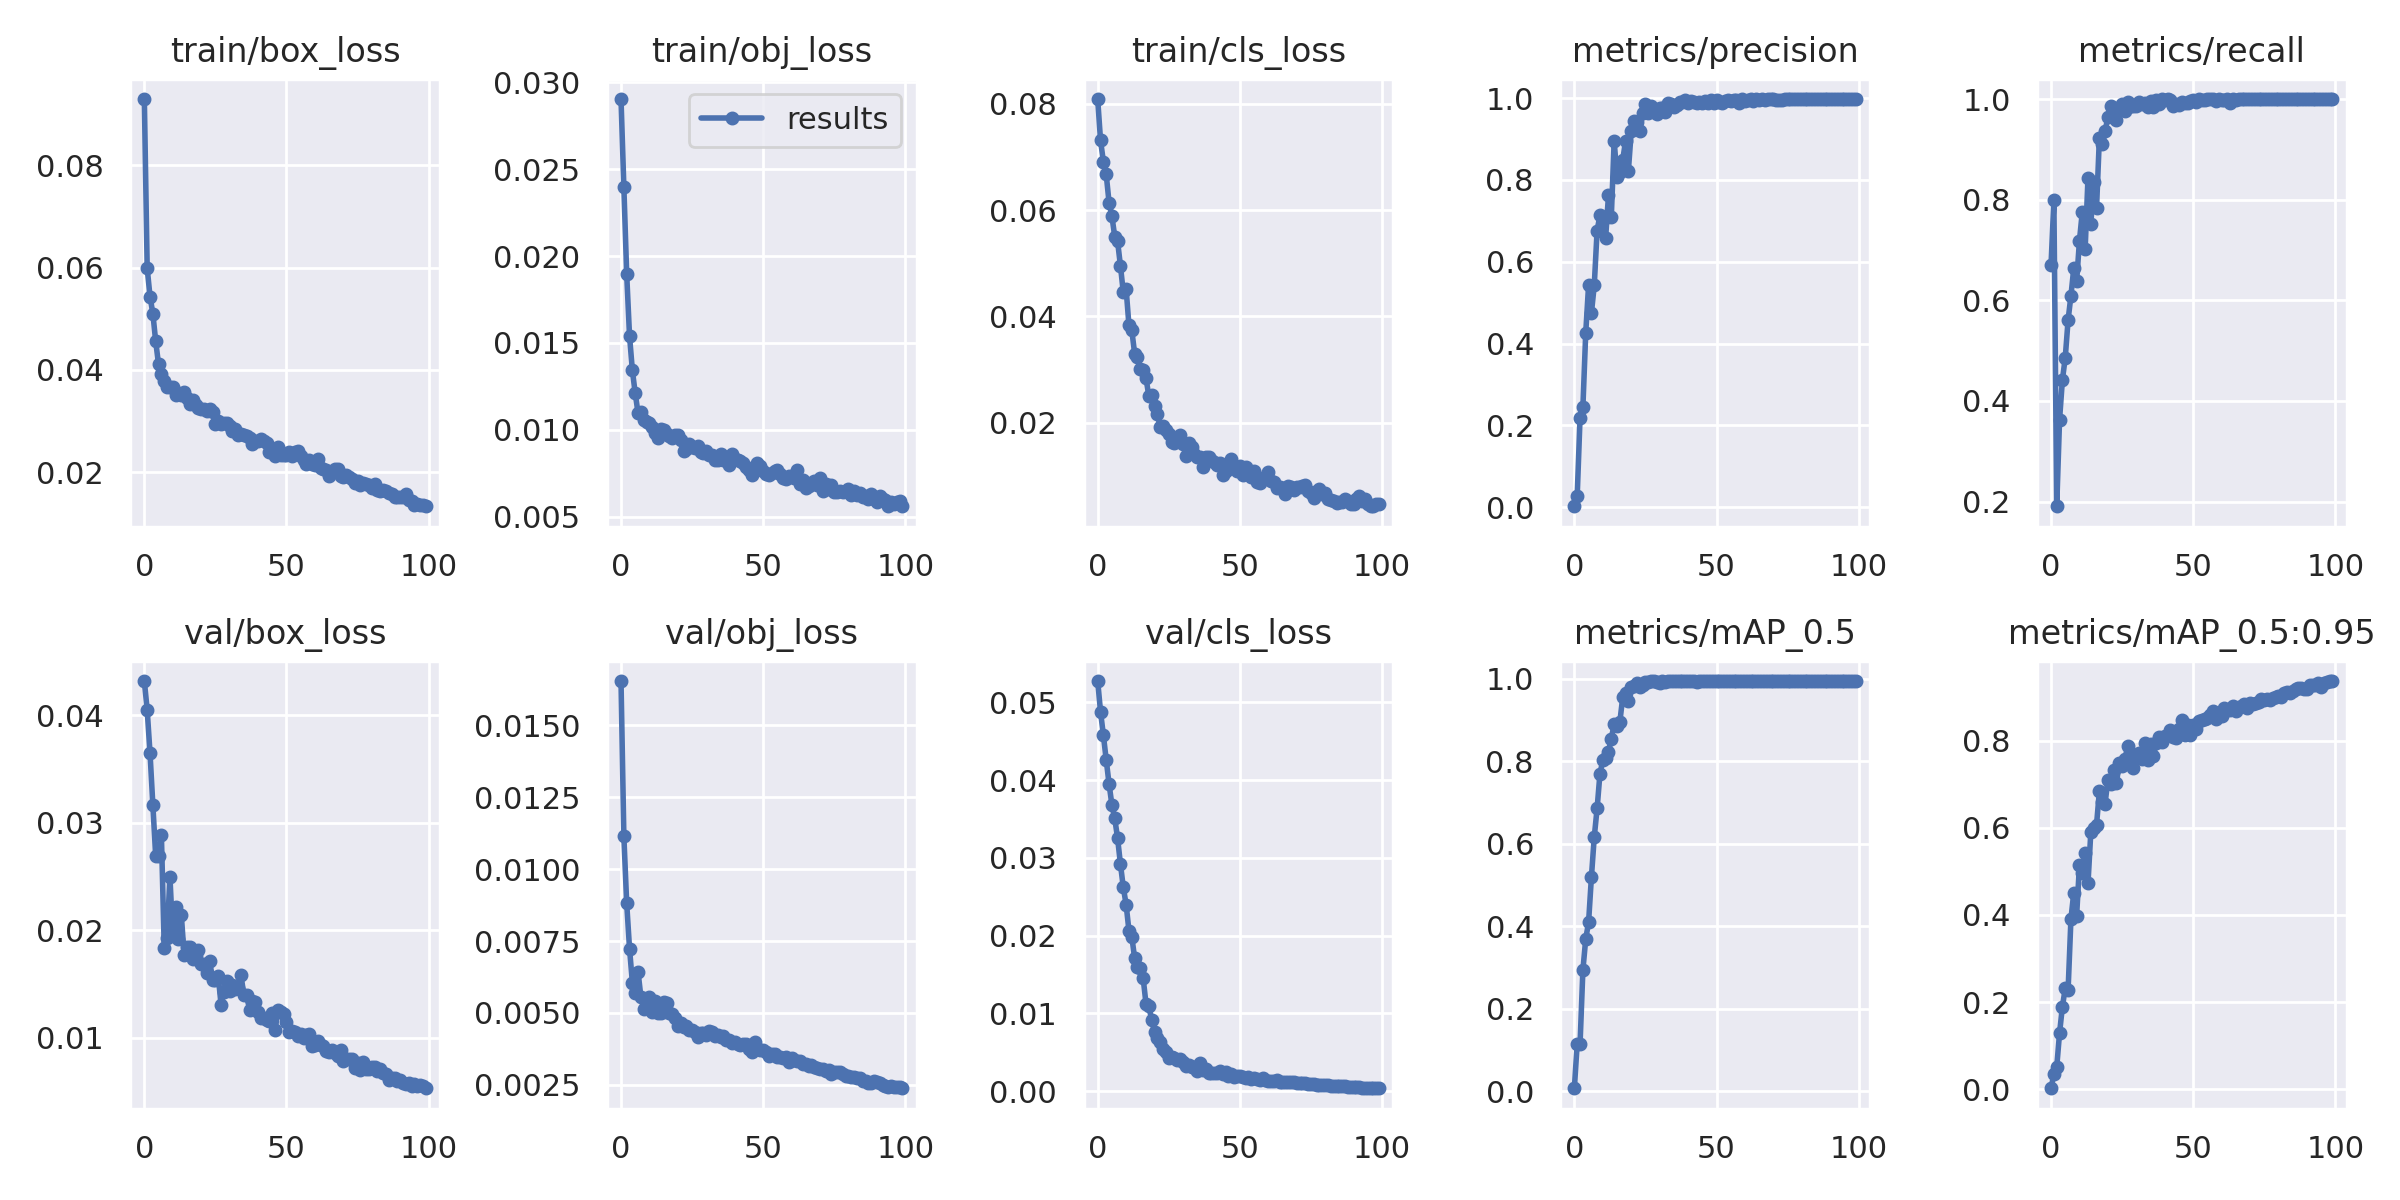 train/box_loss
0.08
0.06
0.04
0.02
0 50 100
train/obj_loss
results
0.030
0.025
0.020
0.015
0.010
0.005
0 50 100
train/cls_loss
0.08
0.06
0.04
0.02
0 50 100
metrics/precision
1.0
0.8
0.6
0.4
0.2
0.0
0 50 100
metrics/recall
1.0
0.8
0.6
0.4
0.2
0 50 100
val/box_loss
0.04
0.03
0.02
0.01
0 50 100
val/obj_loss
0.0150
0.0125
0.0100
0.0075
0.0050
0.0025
0 50 100
val/cls_loss
0.05
0.04
0.03
0.02
0.01
0.00
0 50 100
metrics/mAP_0.5
1.0
0.8
0.6
0.4
0.2
0.0
0 50 100
metrics/mAP_0.5:0.95
0.8
0.6
0.4
0.2
0.0
0 50 100